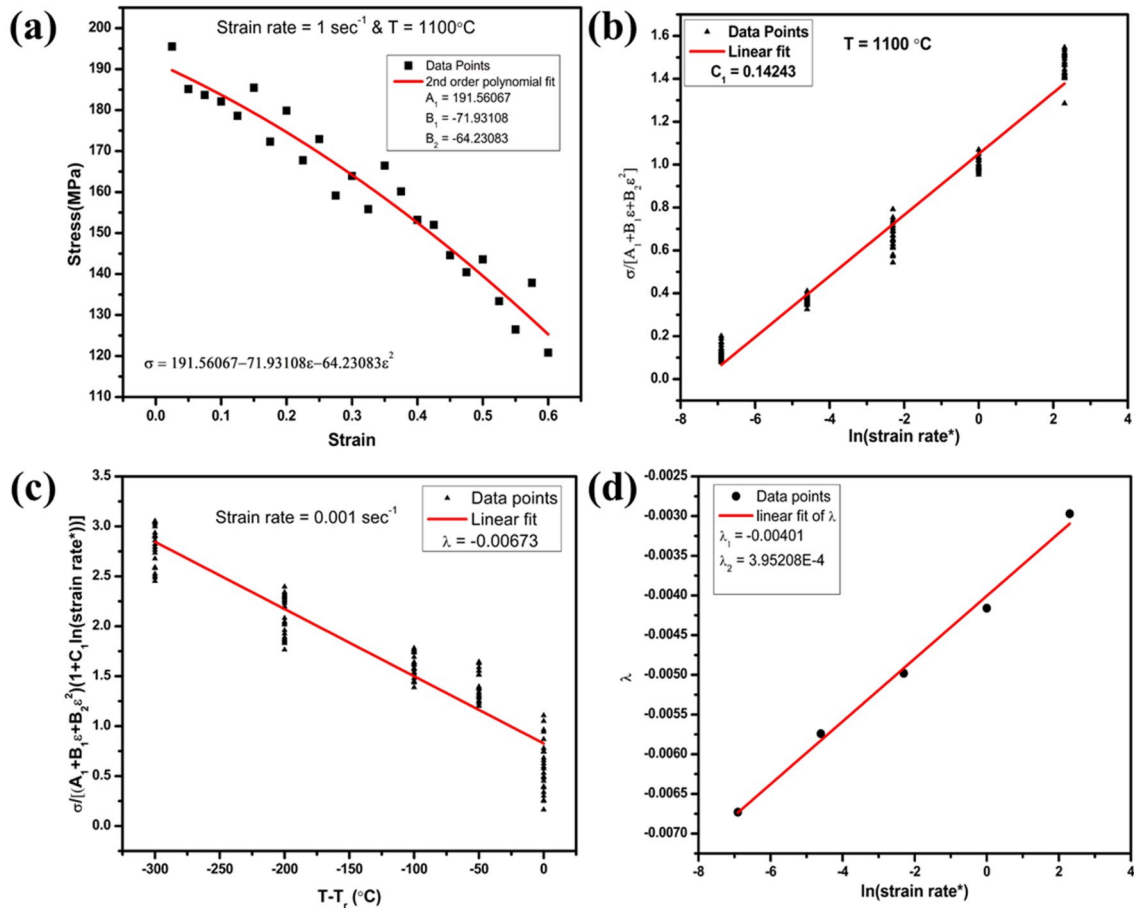 (a)
Strain rate = 1 sec⁻¹ & T = 1100°C
Data Points
2nd order polynomial fit
A₁ = 191.56067
B₁ = -71.93108
B₂ = -64.23083
σ = 191.56067−71.93108ε−64.23083ε²
Stress(MPa)
205
200
195
190
185
180
170
160
150
140
130
120
110
0.0 0.1 0.2 0.3 0.4 0.5 0.6
Strain
(b)
Data Points
Linear fit
C₁ = 0.14243
T = 1100 °C
σ/[A₁+B₁ε+B₂ε²]
1.6
1.4
1.2
1.0
0.8
0.6
0.4
0.2
0.0
-8 -6 -4 -2 0 2 4
ln(strain rate*)
(c)
Strain rate = 0.001 sec⁻¹
Data points
Linear fit
λ = -0.00673
σ/[(A₁+B₁ε+B₂ε²)(1+C₁ln(strain rate*))]
3.5
3.0
2.5
2.0
1.5
1.0
0.5
0.0
-300 -250 -200 -150 -100 -50 0
T-Tᵣ (°C)
(d)
Data points
linear fit of λ
λ₁ = -0.00401
λ₂ = 3.95208E-4
λ
-0.0025
-0.0030
-0.0035
-0.0040
-0.0045
-0.0050
-0.0055
-0.0060
-0.0065
-0.0070
-8 -6 -4 -2 0 2 4
ln(strain rate*)